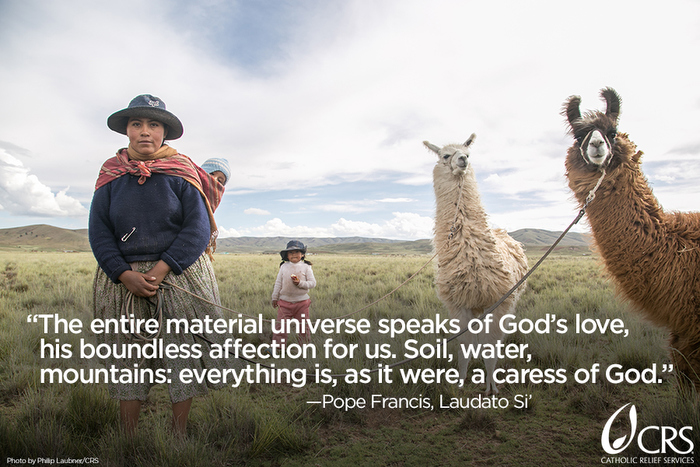 “The entire material universe speaks of God’s love,
his boundless affection for us. Soil, water,
mountains: everything is, as it were, a caress of God.”
—Pope Francis, Laudato Si’
Photo by Philip Laubner/CRS
CRS
CATHOLIC RELIEF SERVICES